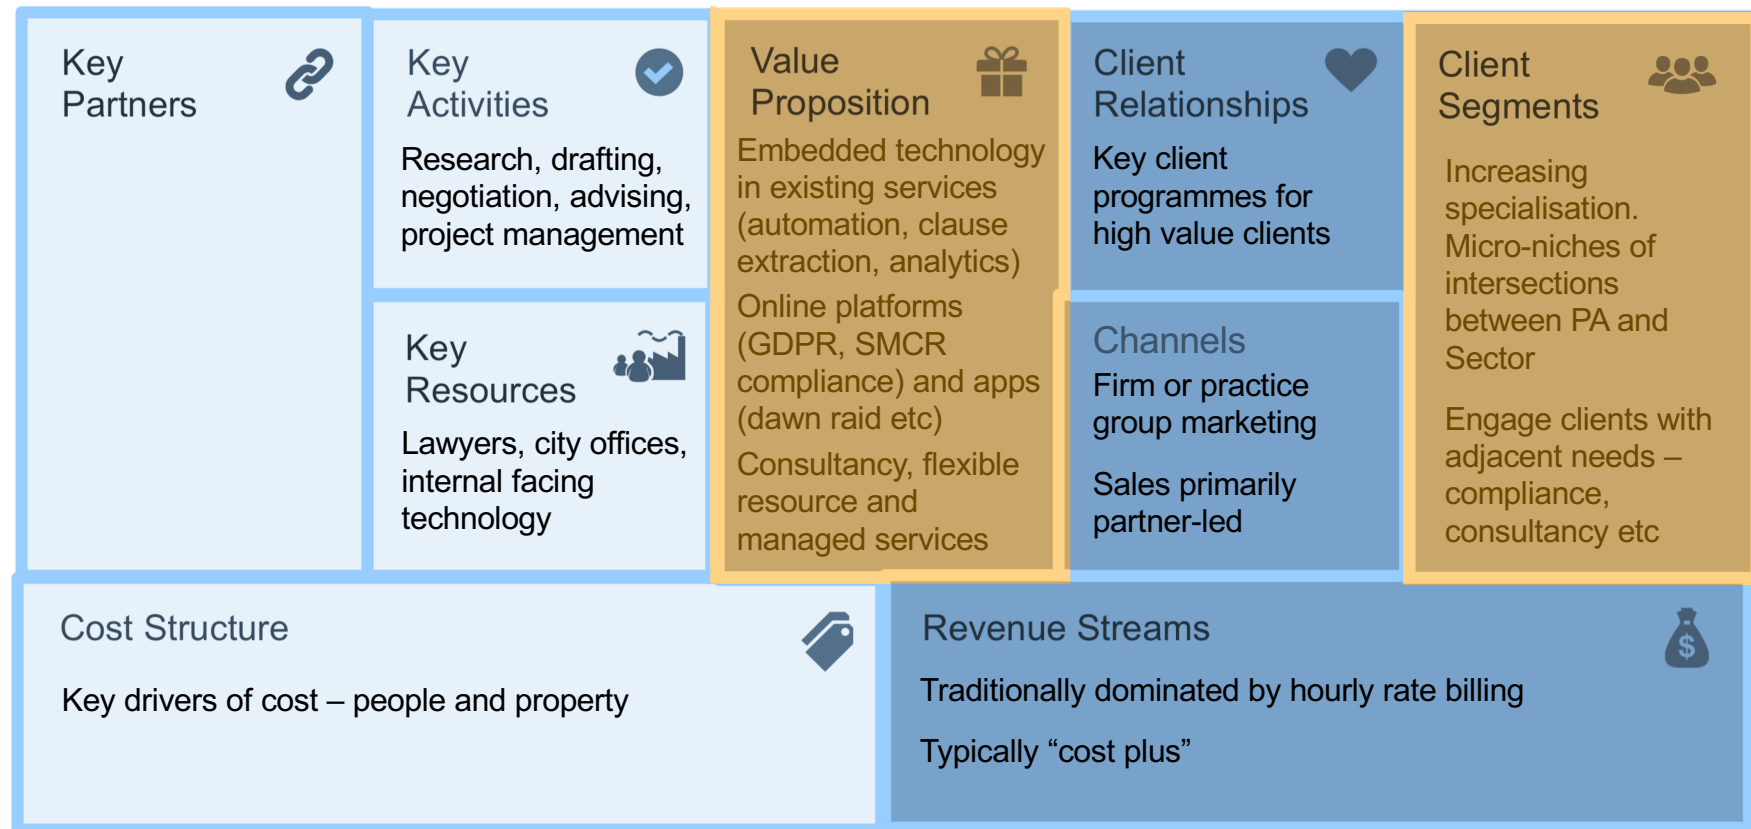 Key
Partners
Key
Activities
Research, drafting,
negotiation, advising,
project management
Key
Resources
Lawyers, city offices,
internal facing
technology
Value
Proposition
Embedded technology
in existing services
(automation, clause
extraction, analytics)
Online platforms
(GDPR, SMCR
compliance) and apps
(dawn raid etc)
Consultancy, flexible
resource and
managed services
Client
Relationships
Key client
programmes for
high value clients
Channels
Firm or practice
group marketing
Sales primarily
partner-led
Client
Segments
Increasing
specialisation.
Micro-niches of
intersections
between PA and
Sector
Engage clients with
adjacent needs –
compliance,
consultancy etc
Cost Structure
Key drivers of cost – people and property
Revenue Streams
$
Traditionally dominated by hourly rate billing
Typically “cost plus”